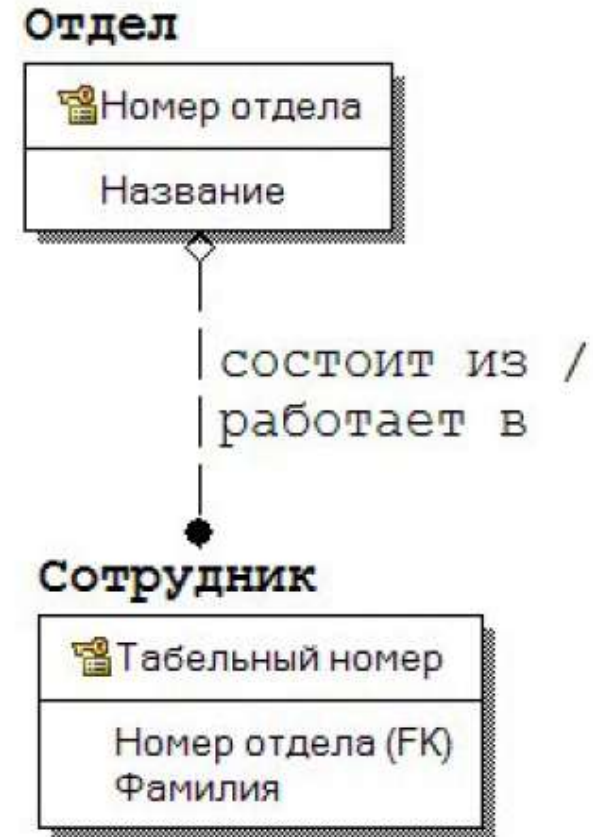 Отдел
Номер отдела
Название
состоит из /
работает в
Сотрудник
Табельный номер
Номер отдела (FK)
Фамилия